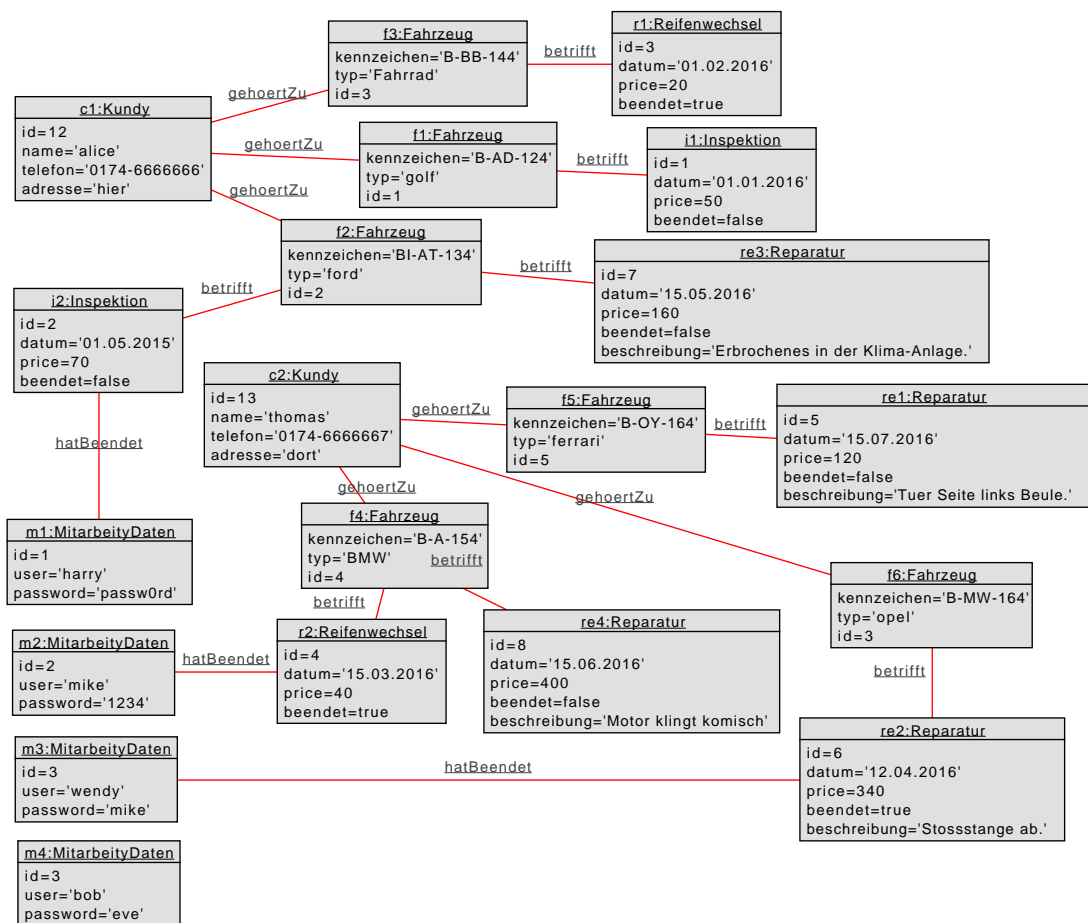 f3:Fahrzeug
kennzeichen='B-BB-144'
typ='Fahrrad'
id=3
betrifft
r1:Reifenwechsel
id=3
datum='01.02.2016'
price=20
beendet=true
gehoertZu
c1:Kundy
id=12
name='alice'
telefon='0174-6666666'
adresse='hier'
gehoertZu
f1:Fahrzeug
kennzeichen='B-AD-124'
typ='golf'
id=1
betrifft
i1:Inspektion
id=1
datum='01.01.2016'
price=50
beendet=false
gehoertZu
f2:Fahrzeug
kennzeichen='BI-AT-134'
typ='ford'
id=2
betrifft
re3:Reparatur
id=7
datum='15.05.2016'
price=160
beendet=false
beschreibung='Erbrochenes in der Klima-Anlage.'
betrifft
i2:Inspektion
id=2
datum='01.05.2015'
price=70
beendet=false
hatBeendet
c2:Kundy
id=13
name='thomas'
telefon='0174-6666667'
adresse='dort'
gehoertZu
f5:Fahrzeug
kennzeichen='B-OY-164'
typ='ferrari'
id=5
betrifft
re1:Reparatur
id=5
datum='15.07.2016'
price=120
beendet=false
beschreibung='Tuer Seite links Beule.'
gehoertZu
gehoertZu
f4:Fahrzeug
kennzeichen='B-A-154'
typ='BMW'
id=4
betrifft
betrifft
m1:MitarbeityDaten
id=1
user='harry'
password='passw0rd'
f6:Fahrzeug
kennzeichen='B-MW-164'
typ='opel'
id=3
betrifft
m2:MitarbeityDaten
id=2
user='mike'
password='1234'
hatBeendet
r2:Reifenwechsel
id=4
datum='15.03.2016'
price=40
beendet=true
re4:Reparatur
id=8
datum='15.06.2016'
price=400
beendet=false
beschreibung='Motor klingt komisch'
m3:MitarbeityDaten
id=3
user='wendy'
password='mike'
hatBeendet
re2:Reparatur
id=6
datum='12.04.2016'
price=340
beendet=true
beschreibung='Stossstange ab.'
m4:MitarbeityDaten
id=3
user='bob'
password='eve'